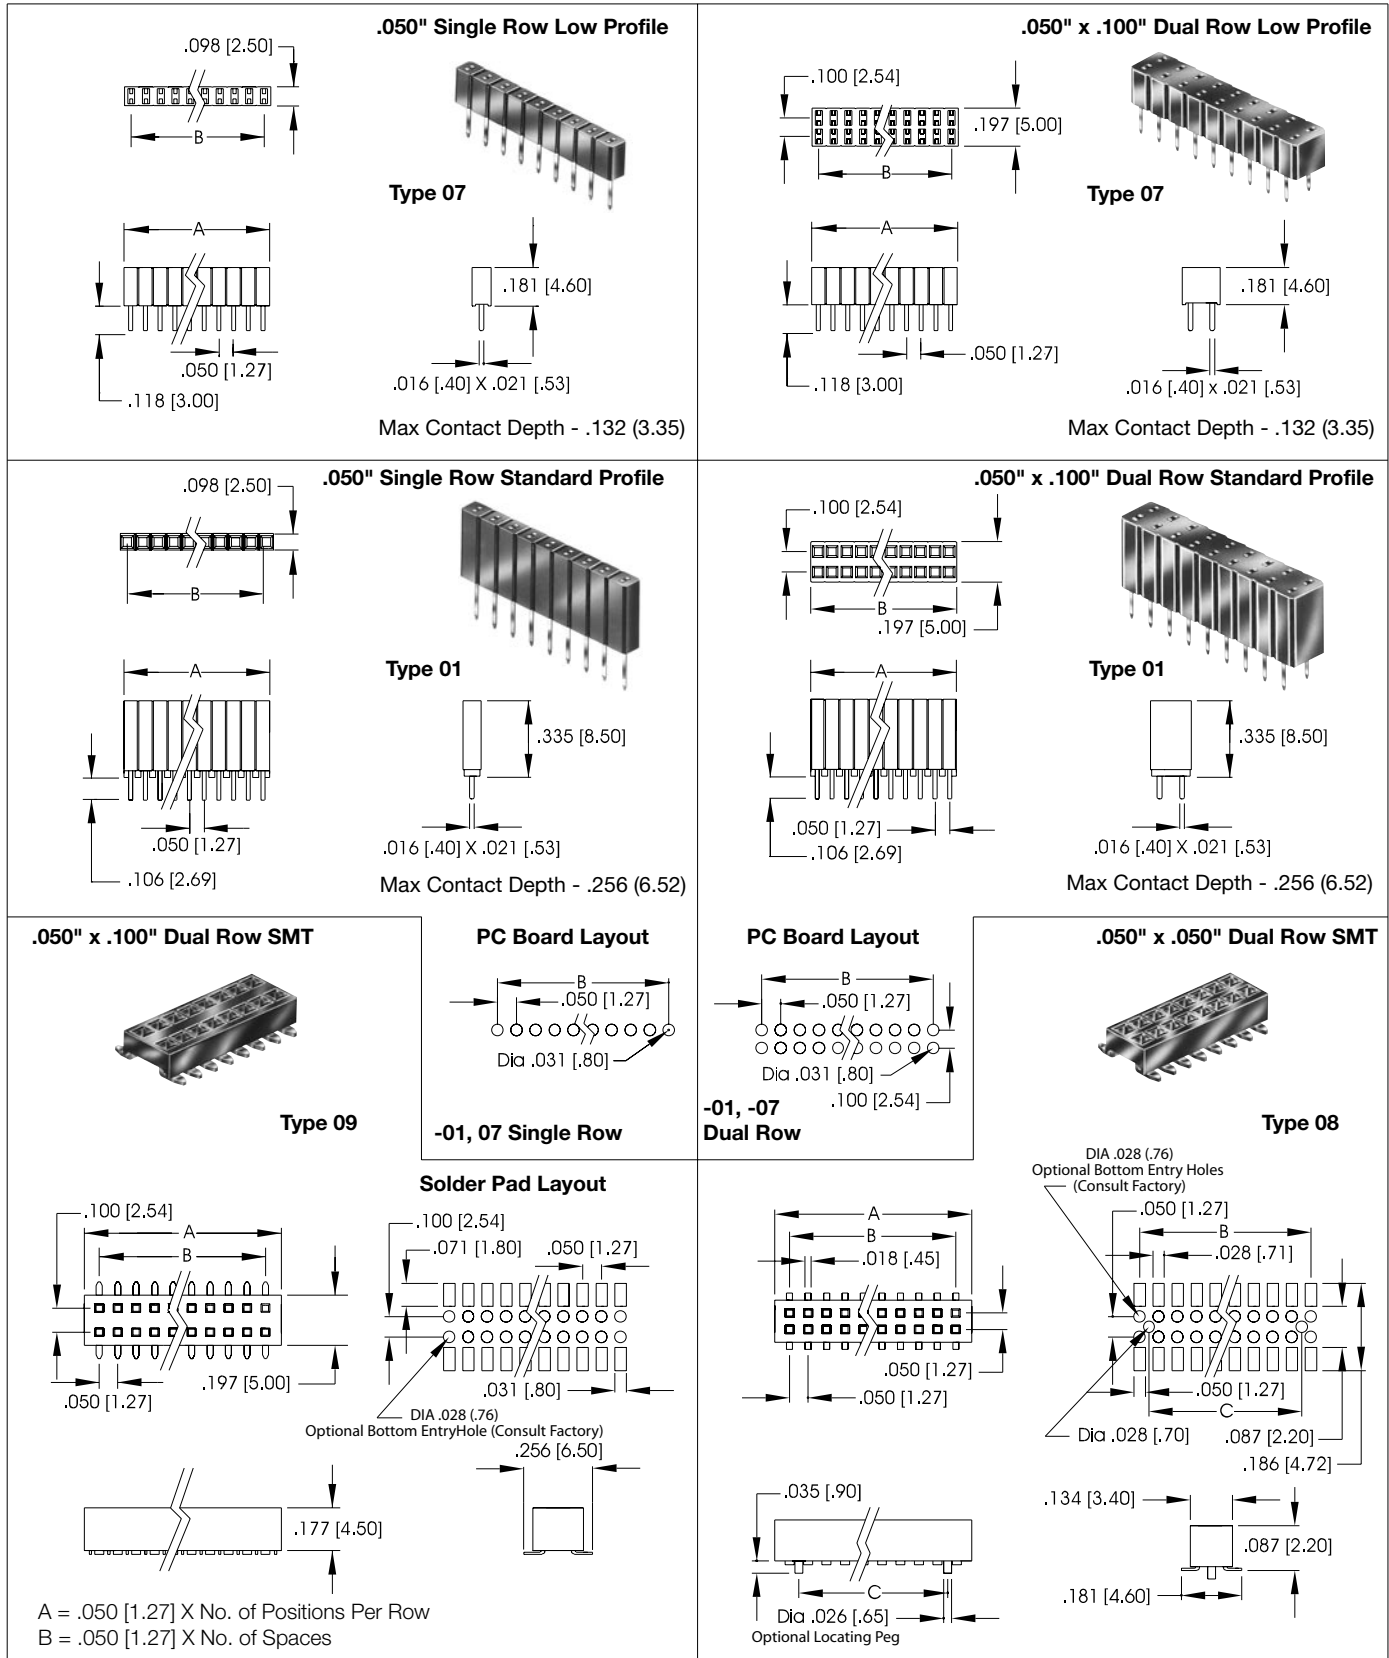 .050" Single Row Low Profile
.098 [2.50]
B
Type 07
A
.181 [4.60]
.050 [1.27]
.016 [.40] X .021 [.53]
.118 [3.00]
Max Contact Depth - .132 (3.35)
.050" x .100" Dual Row Low Profile
.100 [2.54]
.197 [5.00]
B
Type 07
A
.181 [4.60]
.050 [1.27]
.118 [3.00]
.016 [.40] x .021 [.53]
Max Contact Depth - .132 (3.35)
.050" Single Row Standard Profile
.098 [2.50]
B
Type 01
A
.335 [8.50]
.050 [1.27]
.016 [.40] X .021 [.53]
.106 [2.69]
Max Contact Depth - .256 (6.52)
.050" x .100" Dual Row Standard Profile
.100 [2.54]
B
.197 [5.00]
Type 01
A
.335 [8.50]
.050 [1.27]
.016 [.40] X .021 [.53]
.106 [2.69]
Max Contact Depth - .256 (6.52)
.050" x .100" Dual Row SMT
Type 09
PC Board Layout
B
.050 [1.27]
Dia .031 [.80]
-01, 07 Single Row
PC Board Layout
B
.050 [1.27]
Dia .031 [.80]
.100 [2.54]
-01, -07
Dual Row
.050" x .050" Dual Row SMT
Type 08
Solder Pad Layout
.100 [2.54]
A
B
.197 [5.00]
.050 [1.27]
.100 [2.54]
.071 [1.80]
.050 [1.27]
.031 [.80]
DIA .028 (.76)
Optional Bottom EntryHole (Consult Factory)
.256 [6.50]
.177 [4.50]
A = .050 [1.27] X No. of Positions Per Row
B = .050 [1.27] X No. of Spaces
A
B
.018 [.45]
.050 [1.27]
.050 [1.27]
DIA .028 (.76)
Optional Bottom Entry Holes
(Consult Factory)
.050 [1.27]
B
.028 [.71]
.050 [1.27]
C
Dia .028 [.70]
.087 [2.20]
.186 [4.72]
.035 [.90]
C
Dia .026 [.65]
Optional Locating Peg
.134 [3.40]
.087 [2.20]
.181 [4.60]